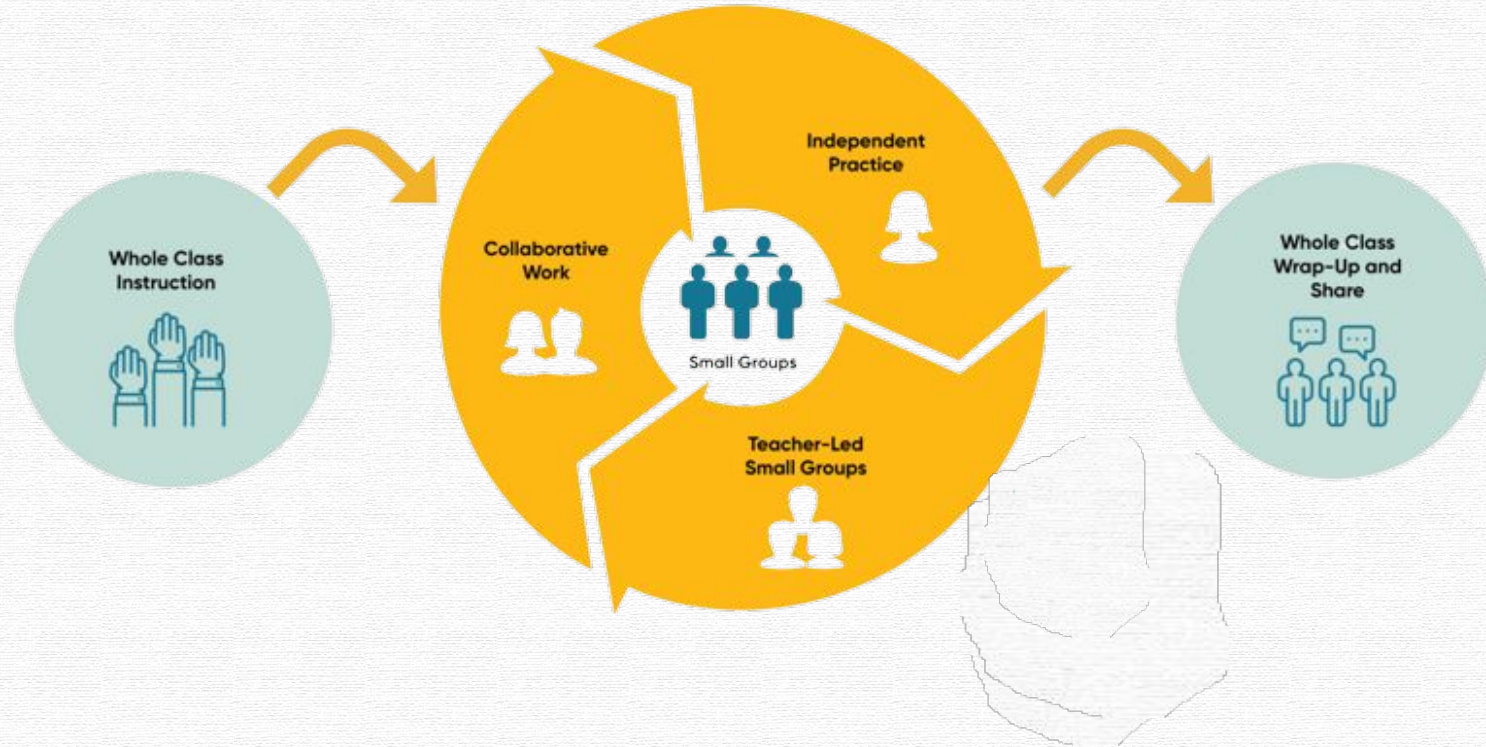 Whole Class
Instruction
Collaborative
Work
Independent
Practice
Small Groups
Teacher-Led
Small Groups
Whole Class
Wrap-Up and
Share